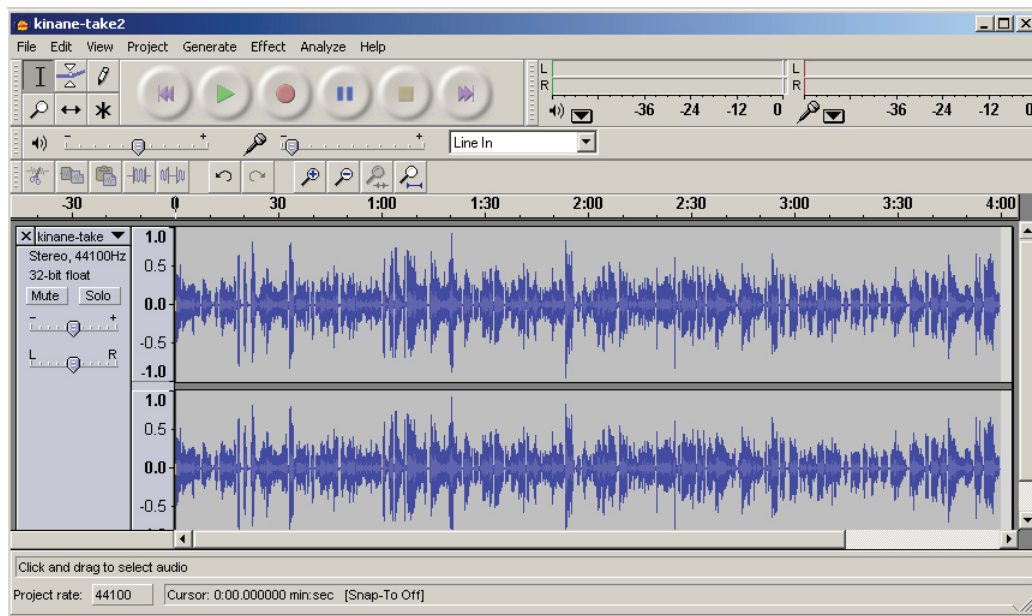 kinane-take2
File Edit View Project Generate Effect Analyze Help
L
R
-36 -24 -12 0
L
R
-36 -24 -12 0
- +
- +
Line In
-30 0 30 1:00 1:30 2:00 2:30 3:00 3:30 4:00
kinane-take
Stereo, 44100Hz
32-bit float
Mute Solo
- +
L R
1.0
0.5
0.0
-0.5
-1.0
1.0
0.5
0.0
-0.5
Click and drag to select audio
Project rate: 44100 Cursor: 0:00.000000 min:sec [Snap-To Off]